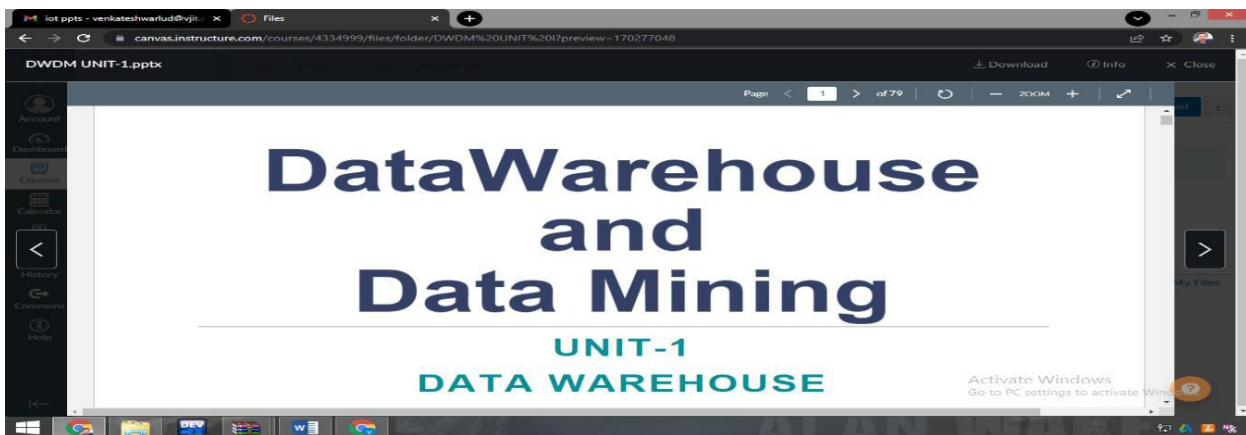 iot ppts - venkateshwarlud@vjit.
Files
canvas.instructure.com/courses/4334999/files/folder/DWDM%20UNIT%20I?preview=170277048
DWDM UNIT-1.pptx
Download
Info
Close
Page 1 of 79
ZOOM
Account
Dashboard
Courses
Calendar
History
Commons
Help
My Files
DataWarehouse
and
Data Mining
UNIT-1
DATA WAREHOUSE
Activate Windows
Go to PC settings to activate
DEV